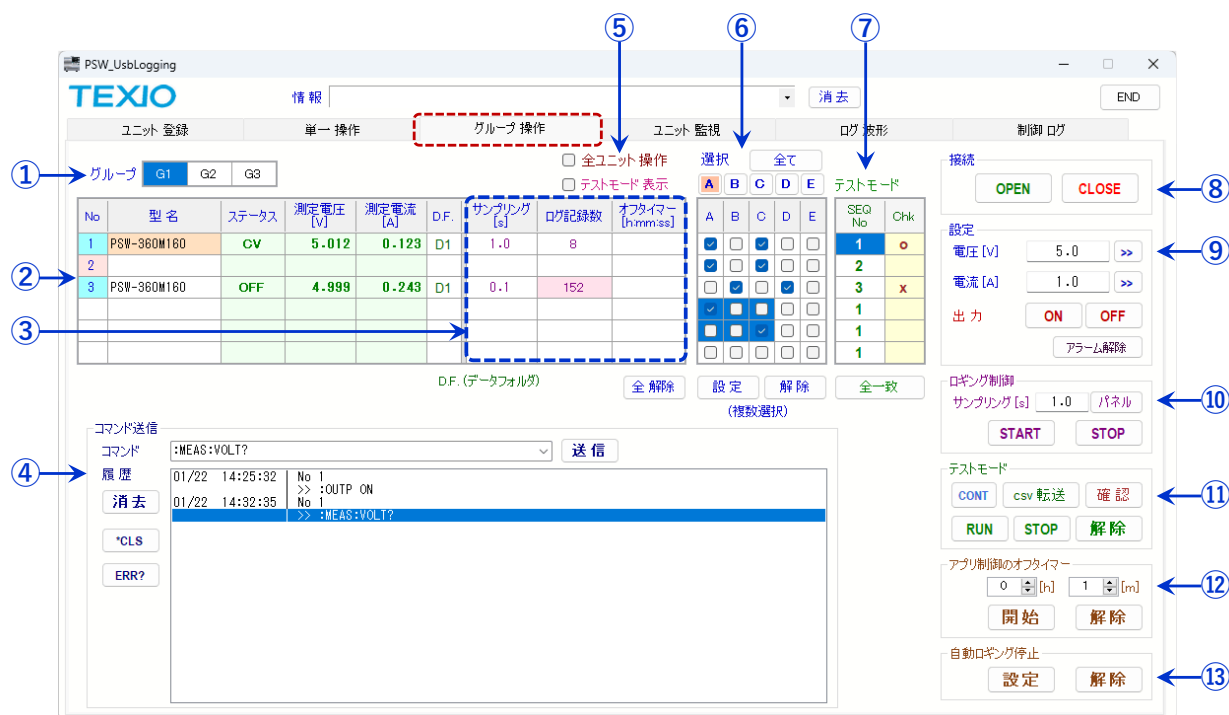 ⑤ ⑥ ⑦
PSW_UsbLogging
TEXIO 情報 消去 END
ユニット 登録 単一 操作 グループ 操作 ユニット 監視 ログ 波形 制御 ログ
① グループ G1 G2 G3
全ユニット 操作
テストモード 表示
選択 全て
A B C D E
テストモード
No 型 名 ステータス 測定電圧 [V] 測定電流 [A] D.F. サンプリング [s] ログ記録数 オフタイマー [h:mm:ss] A B C D E SEQ No Chk
1 PSW-360M160 CV 5.012 0.123 D1 1.0 8 1 o
② 2 2
3 PSW-360M160 OFF 4.999 0.243 D1 0.1 152 3 x
③ 1
1
1
D.F. (データフォルダ) 全 解除 設 定 解 除 全一致
(複数選択)
コマンド送信
コマンド :MEAS:VOLT? 送 信
④ 履 歴
消 去
*CLS
ERR?
01/22 14:25:32 | No 1
| >> :OUTP ON
01/22 14:32:35 | No 1
| >> :MEAS:VOLT?
接続
OPEN CLOSE ⑧
設定
電圧 [V] 5.0 >> ⑨
電流 [A] 1.0 >>
出 力 ON OFF
アラーム解除
ロギング制御
サンプリング [s] 1.0 パネル ⑩
START STOP
テストモード
CONT csv 転送 確 認 ⑪
RUN STOP 解 除
アプリ制御のオフタイマー
0 [h] 1 [m] ⑫
開 始 解 除
自動ロギング停止
設 定 解 除 ⑬